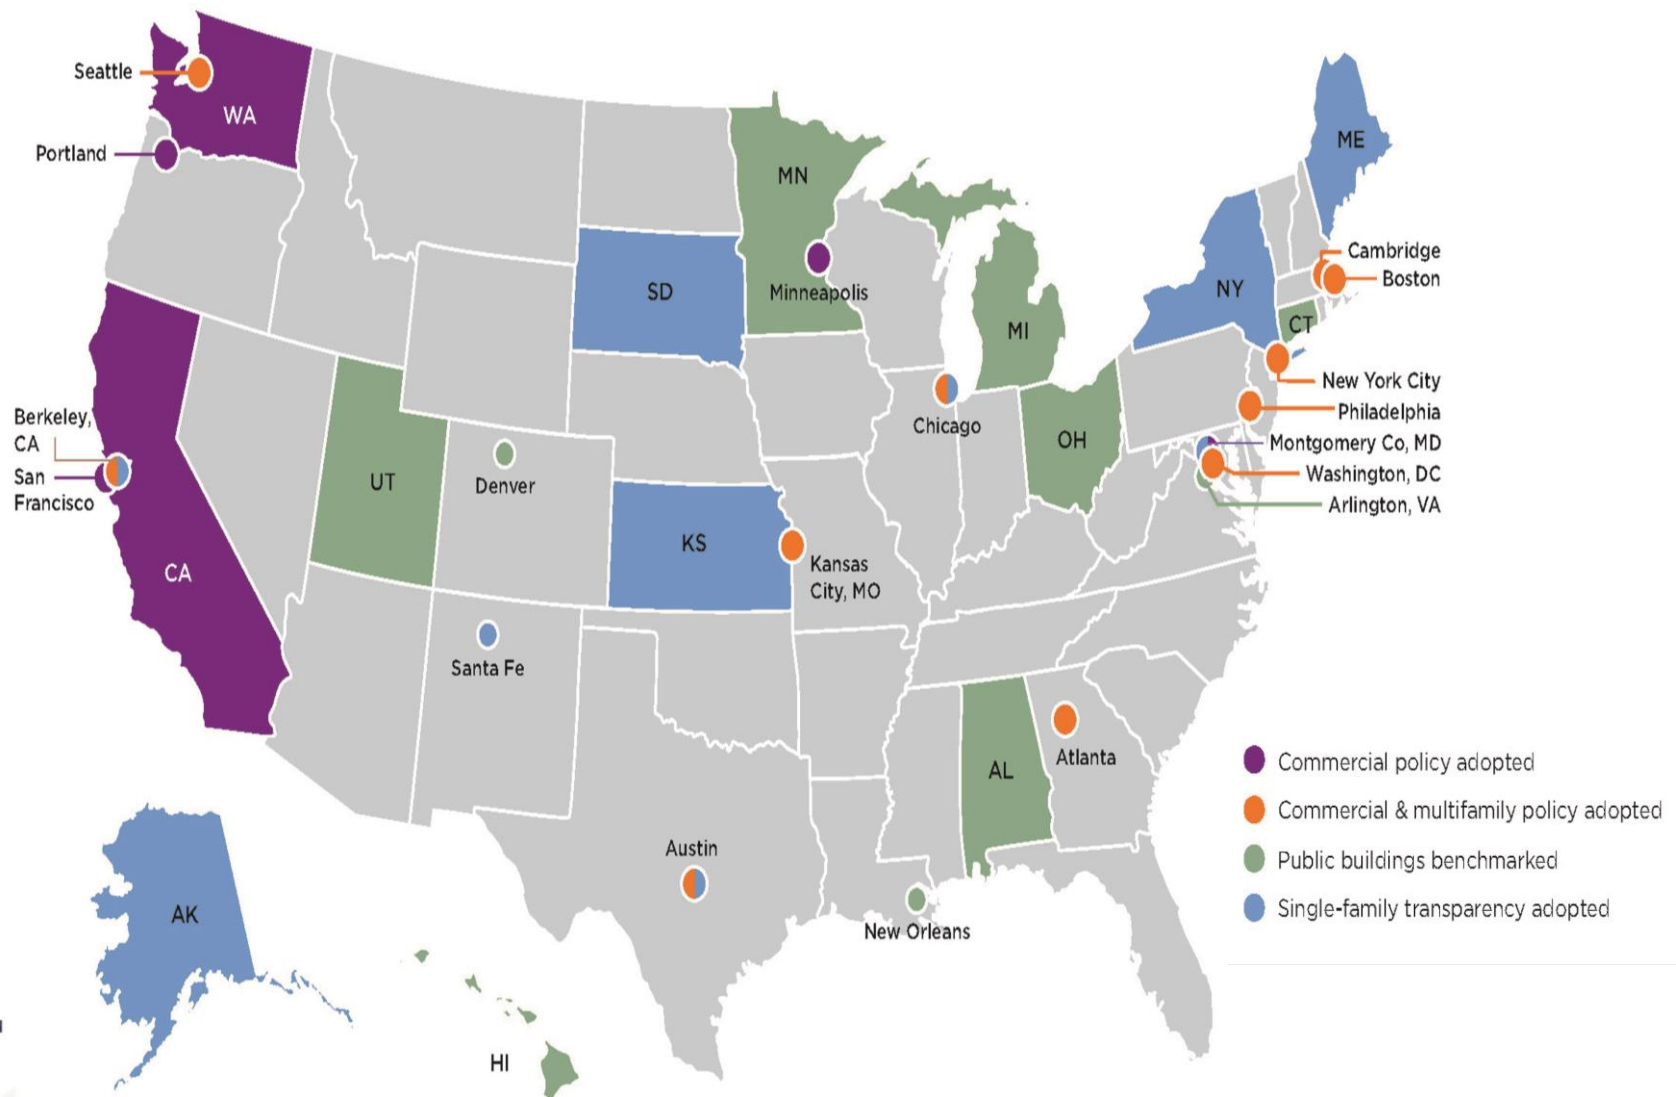 Seattle
WA
Portland
MN
ME
Minneapolis
SD
MI
NY
CT
Cambridge
Boston
New York City
Philadelphia
Montgomery Co, MD
Washington, DC
Arlington, VA
Berkeley,
CA
San
Francisco
UT
Denver
Chicago
OH
KS
Kansas
City, MO
CA
Santa Fe
AL
Atlanta
Austin
New Orleans
AK
HI
Commercial policy adopted
Commercial & multifamily policy adopted
Public buildings benchmarked
Single-family transparency adopted